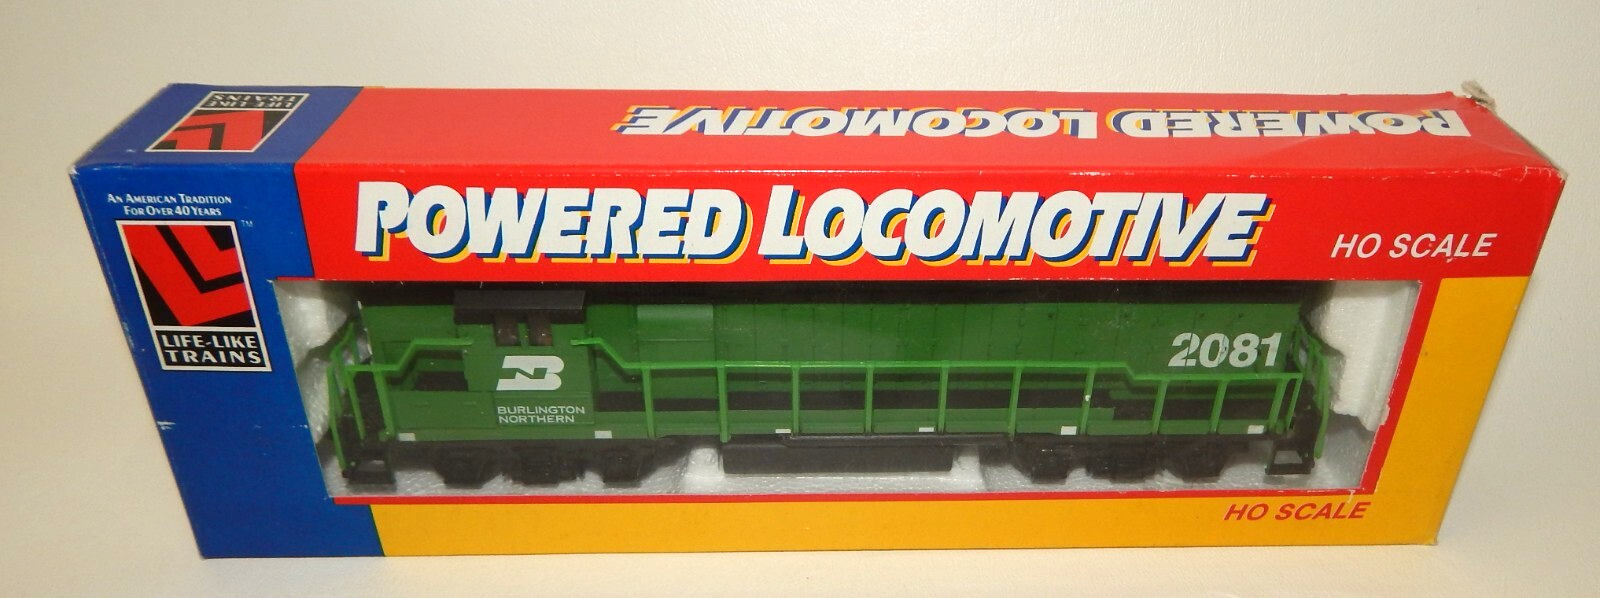 LIFE-LIKE
TRAINS
POWERED LOCOMOTIVE
AN AMERICAN TRADITION
FOR OVER 40 YEARS
TM
LIFE-LIKE
TRAINS
POWERED LOCOMOTIVE
HO SCALE
BN
BURLINGTON
NORTHERN
2081
HO SCALE